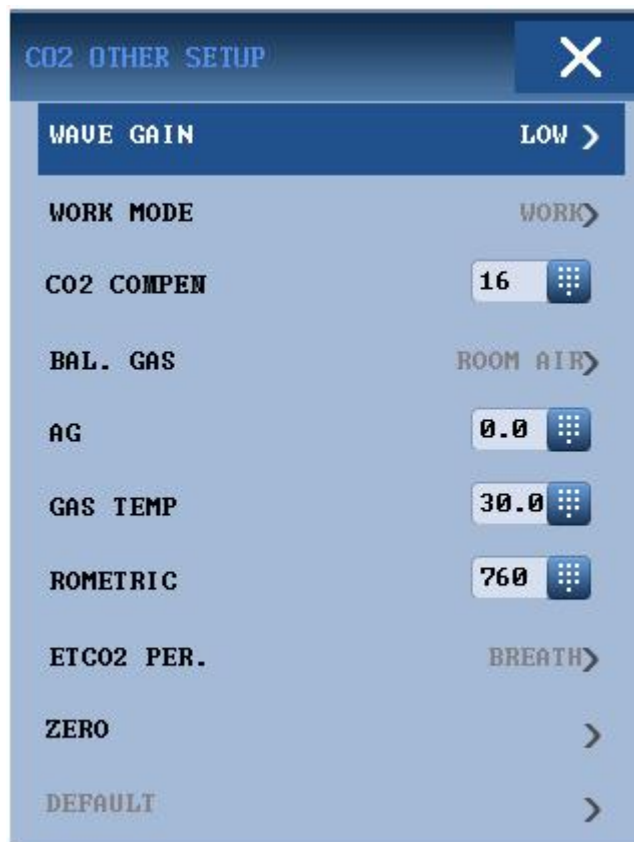 CO2 OTHER SETUP
WAVE GAIN LOW
WORK MODE WORK
CO2 COMPEN 16
BAL. GAS ROOM AIR
AG 0.0
GAS TEMP 30.0
ROMETRIC 760
ETCO2 PER. BREATH
ZERO
DEFAULT